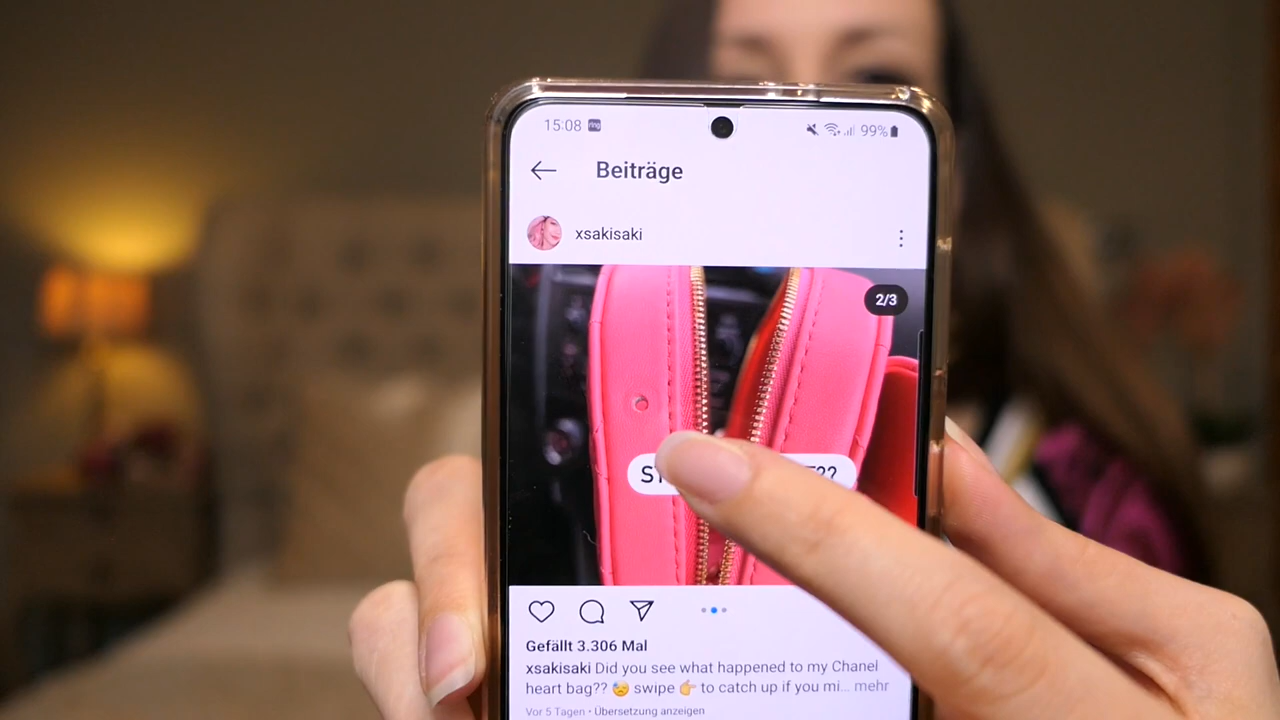 15:08 ring 99%
Beiträge
xsakisaki
2/3
Gefällt 3.306 Mal
xsakisaki Did you see what happened to my Chanel
heart bag?? 😓 swipe 👉 to catch up if you mi... mehr
Vor 5 Tagen • Übersetzung anzeigen